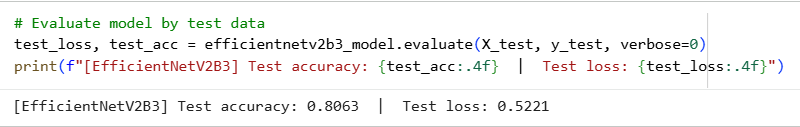 # Evaluate model by test data
test_loss, test_acc = efficientnetv2b3_model.evaluate(X_test, y_test, verbose=0)
print(f"[EfficientNetV2B3] Test accuracy: {test_acc:.4f}  |  Test loss: {test_loss:.4f}")
[EfficientNetV2B3] Test accuracy: 0.8063  |  Test loss: 0.5221